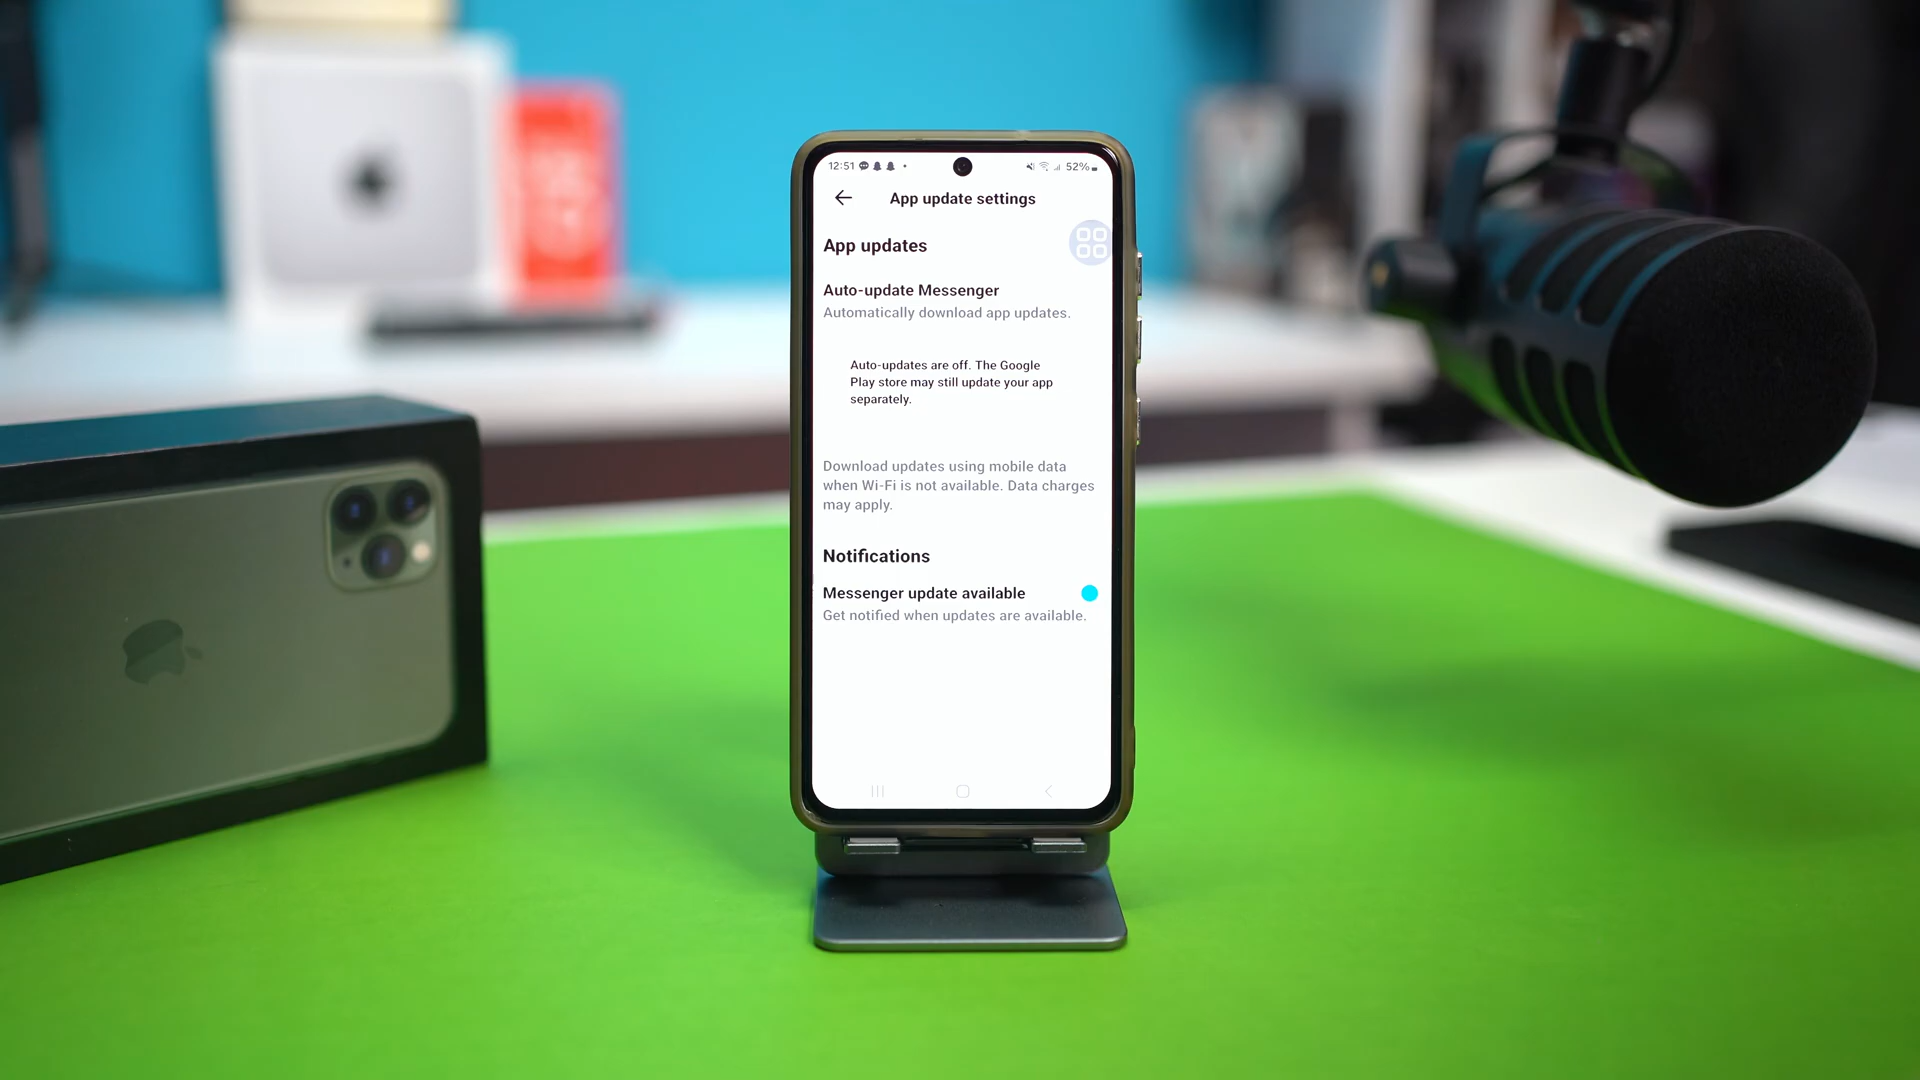 12:51
52%
App update settings
App updates
Auto-update Messenger
Automatically download app updates.
Auto-updates are off. The Google
Play store may still update your app
separately.
Download updates using mobile data
when Wi-Fi is not available. Data charges
may apply.
Notifications
Messenger update available
Get notified when updates are available.